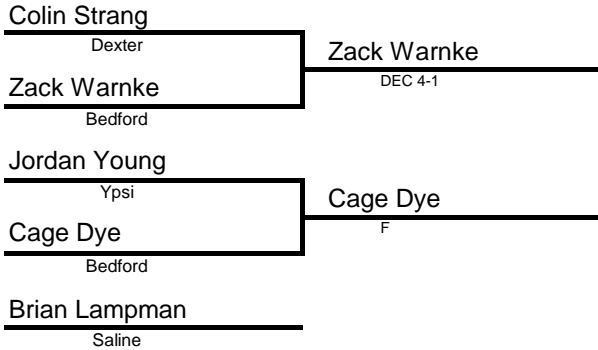 Colin Strang
Dexter
Zack Warnke
DEC 4-1
Zack Warnke
Bedford
Jordan Young
Ypsi
Cage Dye
F
Cage Dye
Bedford
Brian Lampman
Saline